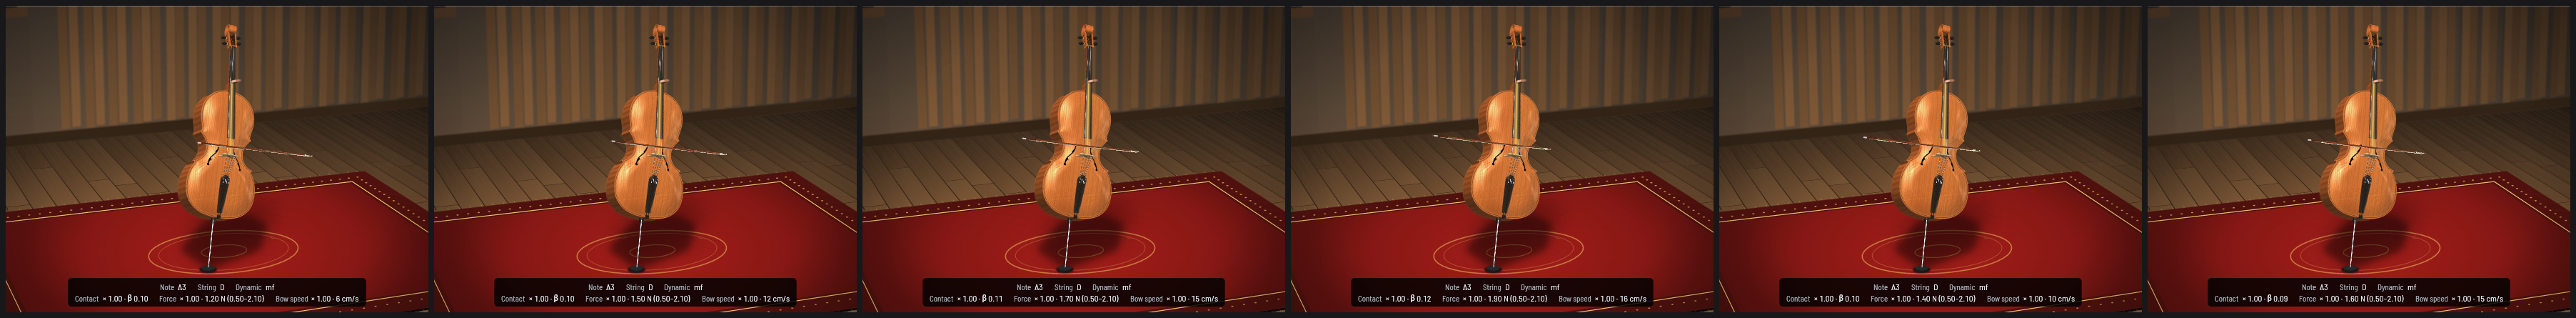 Note A3 String D Dynamic mf
Contact × 1.00 · β 0.10 Force × 1.00 · 1.20 N (0.50–2.10) Bow speed × 1.00 · 6 cm/s
Note A3 String D Dynamic mf
Contact × 1.00 · β 0.10 Force × 1.00 · 1.50 N (0.50–2.10) Bow speed × 1.00 · 12 cm/s
Note A3 String D Dynamic mf
Contact × 1.00 · β 0.11 Force × 1.00 · 1.70 N (0.50–2.10) Bow speed × 1.00 · 15 cm/s
Note A3 String D Dynamic mf
Contact × 1.00 · β 0.12 Force × 1.00 · 1.90 N (0.50–2.10) Bow speed × 1.00 · 16 cm/s
Note A3 String D Dynamic mf
Contact × 1.00 · β 0.10 Force × 1.00 · 1.40 N (0.50–2.10) Bow speed × 1.00 · 10 cm/s
Note A3 String D Dynamic mf
Contact × 1.00 · β 0.09 Force × 1.00 · 1.60 N (0.50–2.10) Bow speed × 1.00 · 15 cm/s